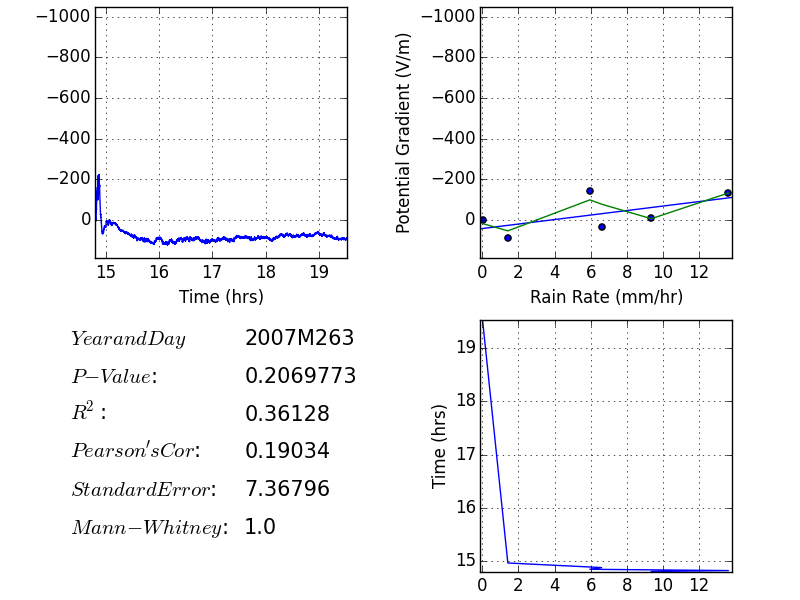 −1000
−800
−600
−400
−200
0
15 16 17 18 19
Time (hrs)
Potential Gradient (V/m)
−1000
−800
−600
−400
−200
0
0 2 4 6 8 10 12
Rain Rate (mm/hr)
YearandDay 2007M263
P−Value: 0.2069773
R²: 0.36128
Pearson′sCor: 0.19034
StandardError: 7.36796
Mann−Whitney: 1.0
Time (hrs)
19
18
17
16
15
0 2 4 6 8 10 12